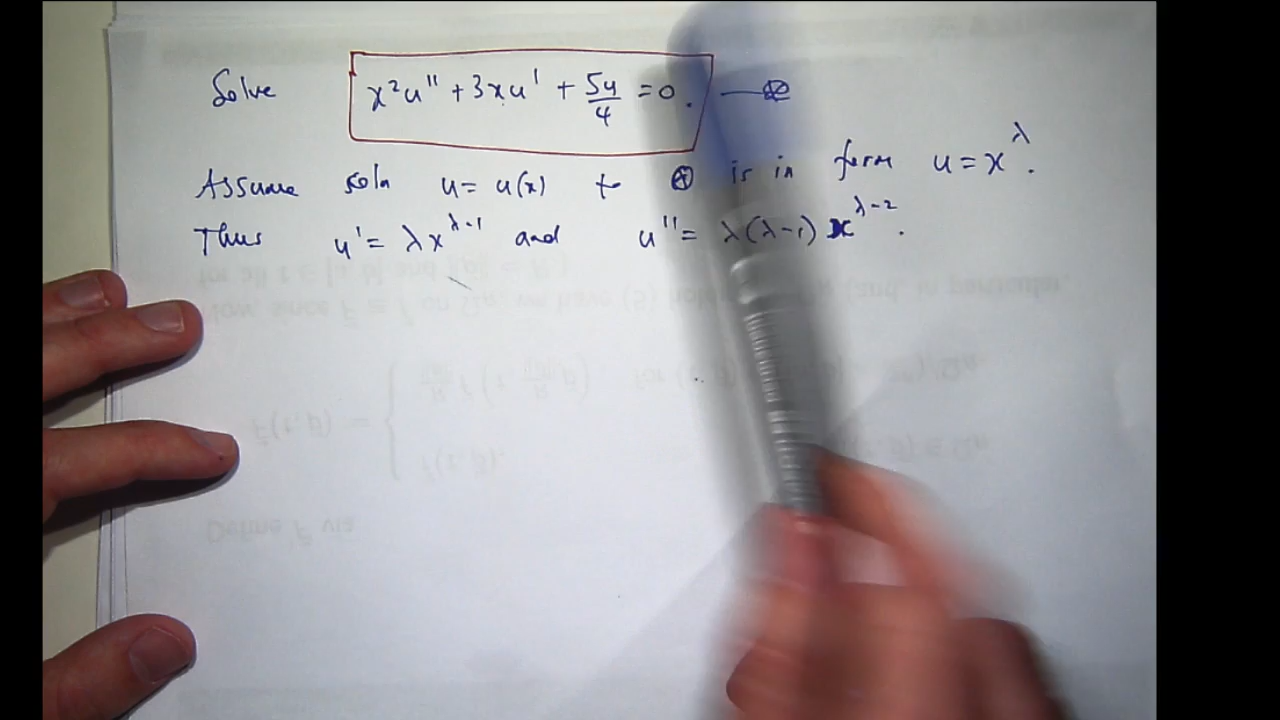 Solve x²u'' + 3xu' + 5u/4 = 0. —⊛
Assume soln u = u(x) to ⊛ is in form u = x^λ.
Thus u' = λx^(λ-1) and u'' = λ(λ-1) x^(λ-2).